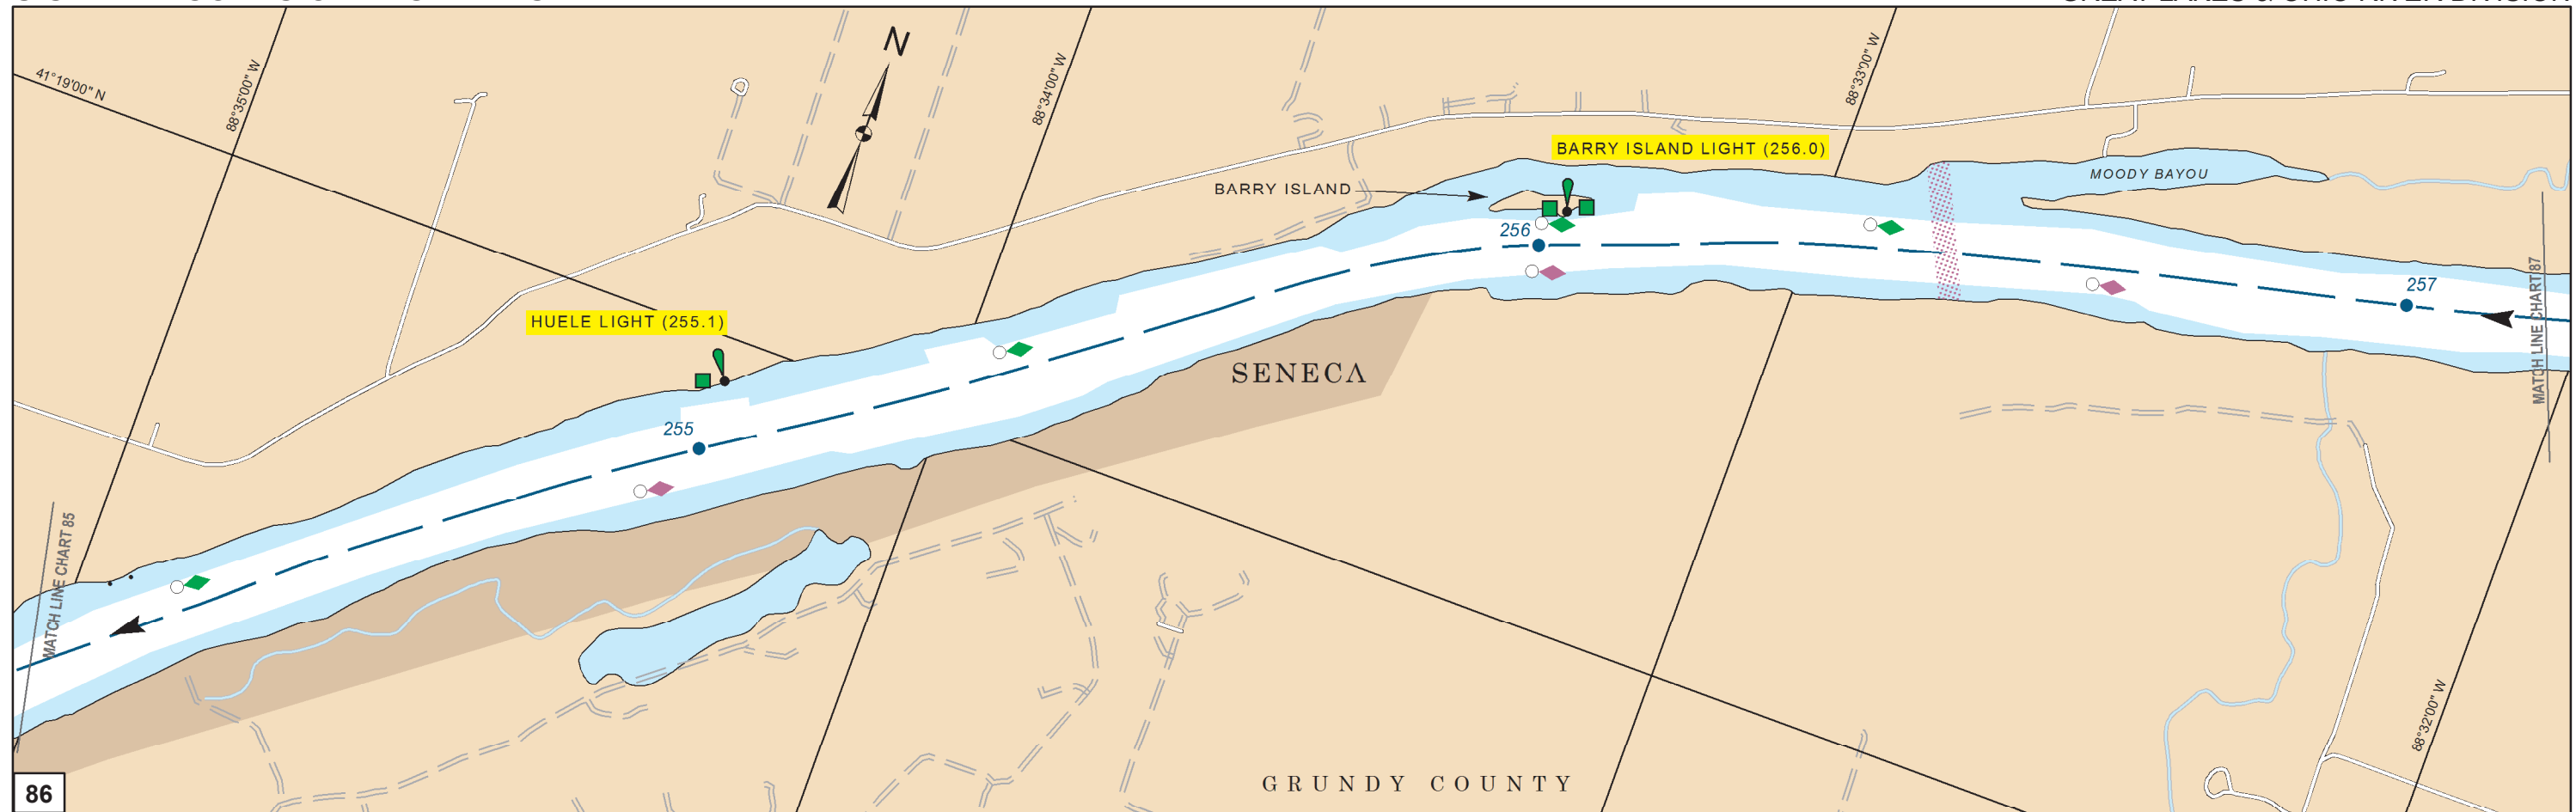 N
41°19'00" N
88°35'00" W
88°34'00" W
88°33'00" W
BARRY ISLAND LIGHT (256.0)
BARRY ISLAND
MOODY BAYOU
256
257
MATCH LINE CHART 87
HUELE LIGHT (255.1)
SENECA
255
MATCH LINE CHART 85
88°32'00" W
GRUNDY COUNTY
86